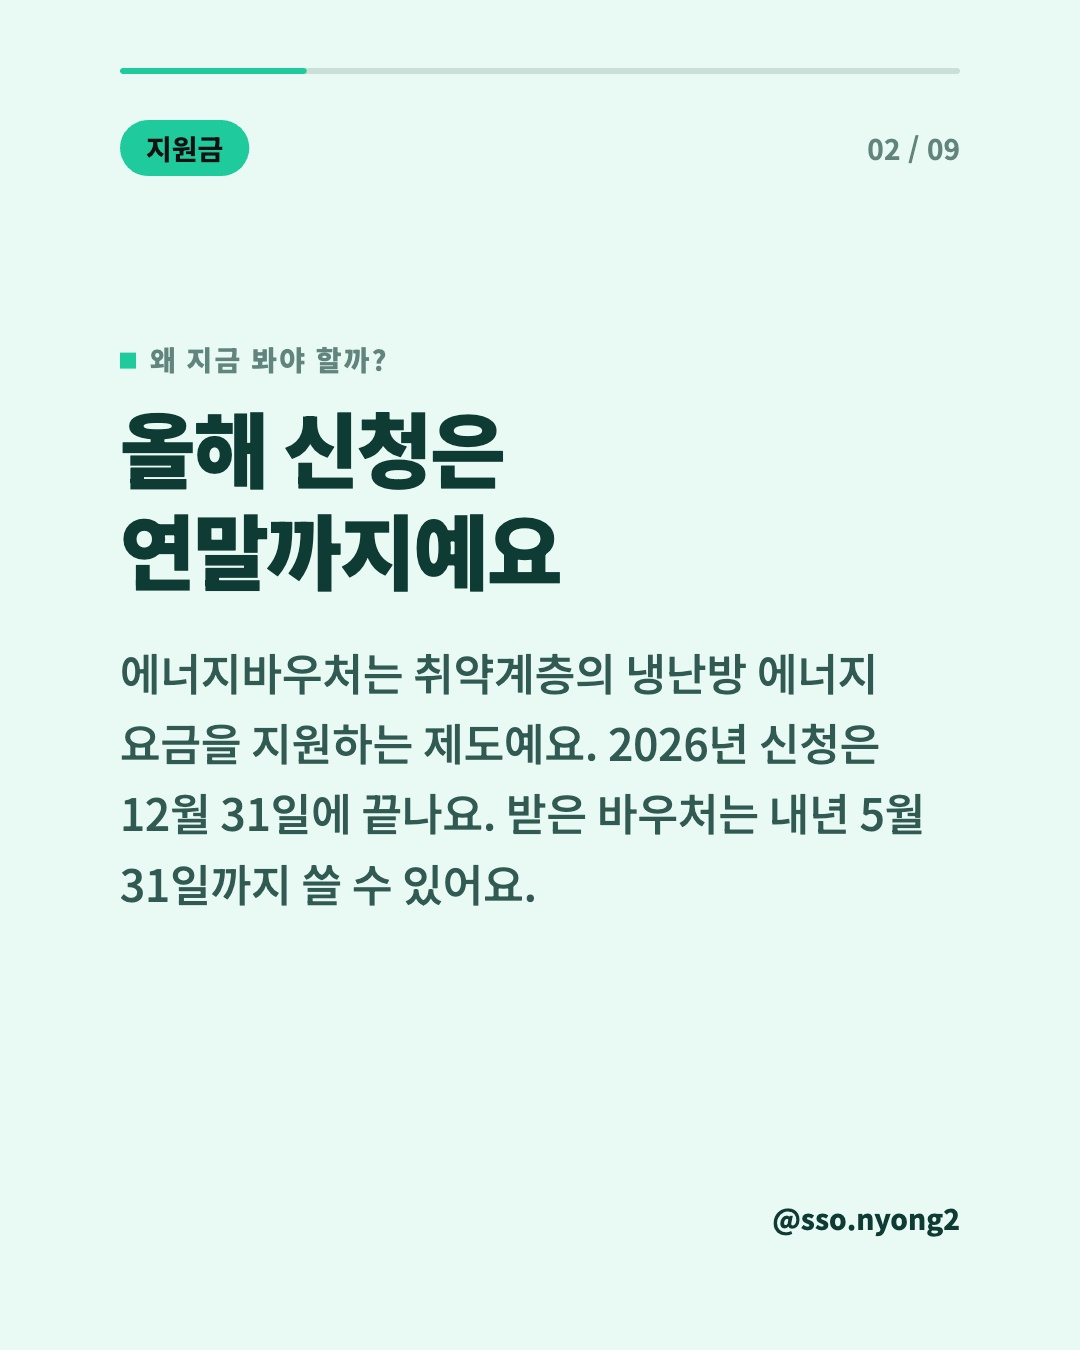 지원금
02 / 09
왜 지금 봐야 할까?
올해 신청은
연말까지예요
에너지바우처는 취약계층의 냉난방 에너지
요금을 지원하는 제도예요. 2026년 신청은
12월 31일에 끝나요. 받은 바우처는 내년 5월
31일까지 쓸 수 있어요.
@sso.nyong2